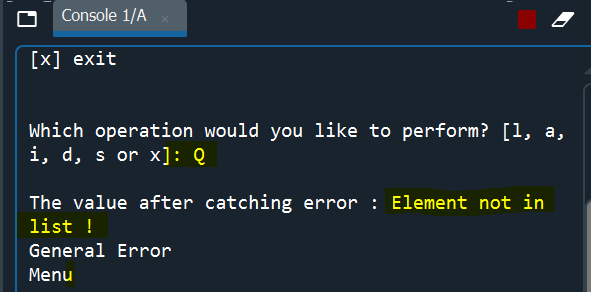 Console 1/A
[x] exit
Which operation would you like to perform? [l, a,
i, d, s or x]: Q
The value after catching error : Element not in
list !
General Error
Menu